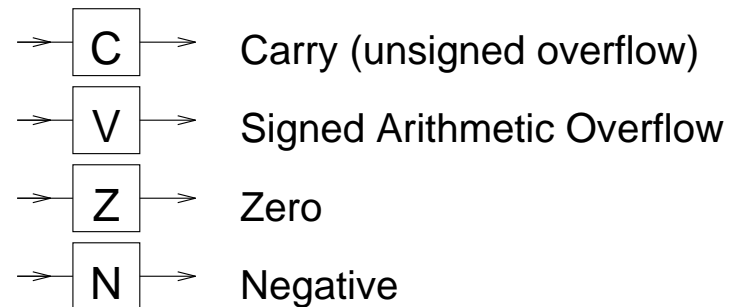 C Carry (unsigned overflow)
V Signed Arithmetic Overflow
Z Zero
N Negative